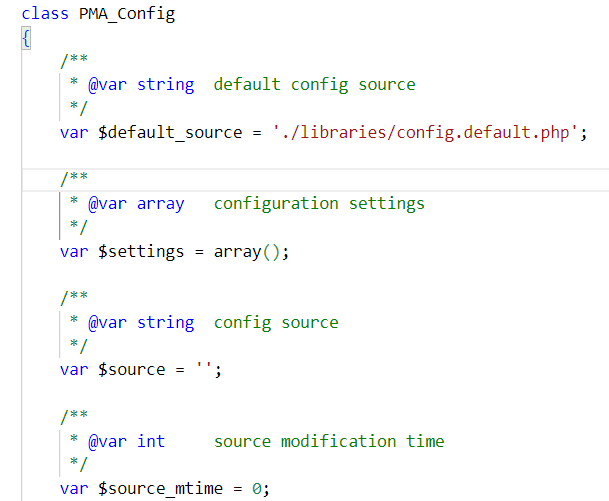 class PMA_Config
{
    /**
     * @var string  default config source
     */
    var $default_source = './libraries/config.default.php';

    /**
     * @var array   configuration settings
     */
    var $settings = array();

    /**
     * @var string  config source
     */
    var $source = '';

    /**
     * @var int     source modification time
     */
    var $source_mtime = 0;